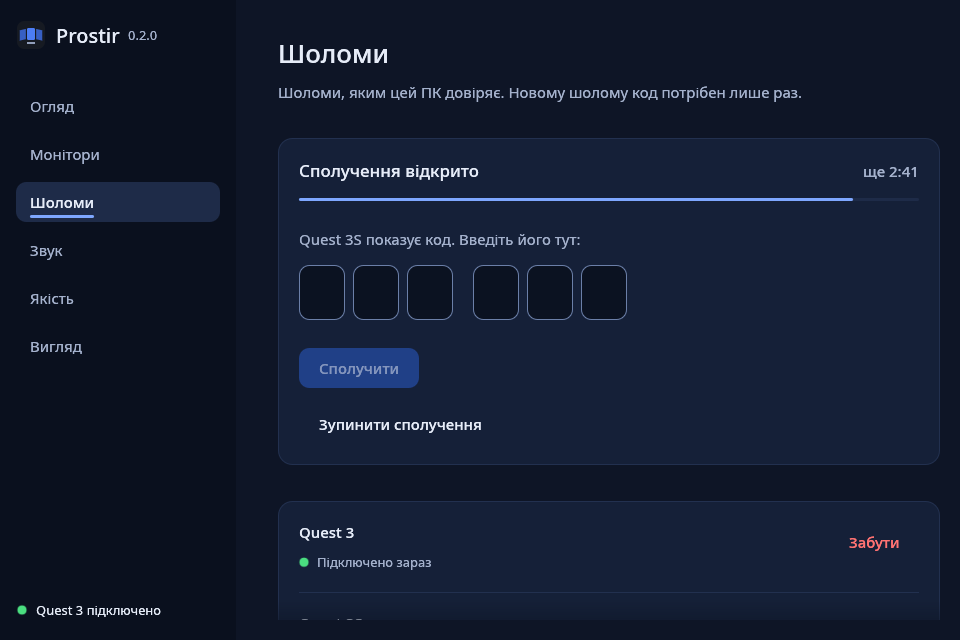 Prostir 0.2.0
Огляд
Монітори
Шоломи
Звук
Якість
Вигляд
Quest 3 підключено
Шоломи
Шоломи, яким цей ПК довіряє. Новому шолому код потрібен лише раз.
Сполучення відкрито
ще 2:41
Quest 3S показує код. Введіть його тут:
Сполучити
Зупинити сполучення
Quest 3
Підключено зараз
Забути